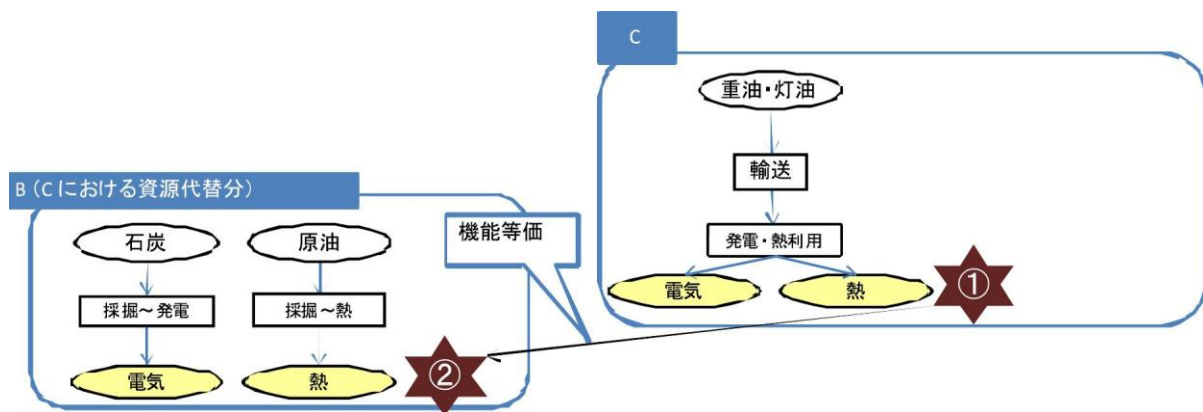 C
重油・灯油
輸送
発電・熱利用
電気
熱
①
B（Cにおける資源代替分）
石炭
原油
採掘～発電
採掘～熱
電気
熱
②
機能等価